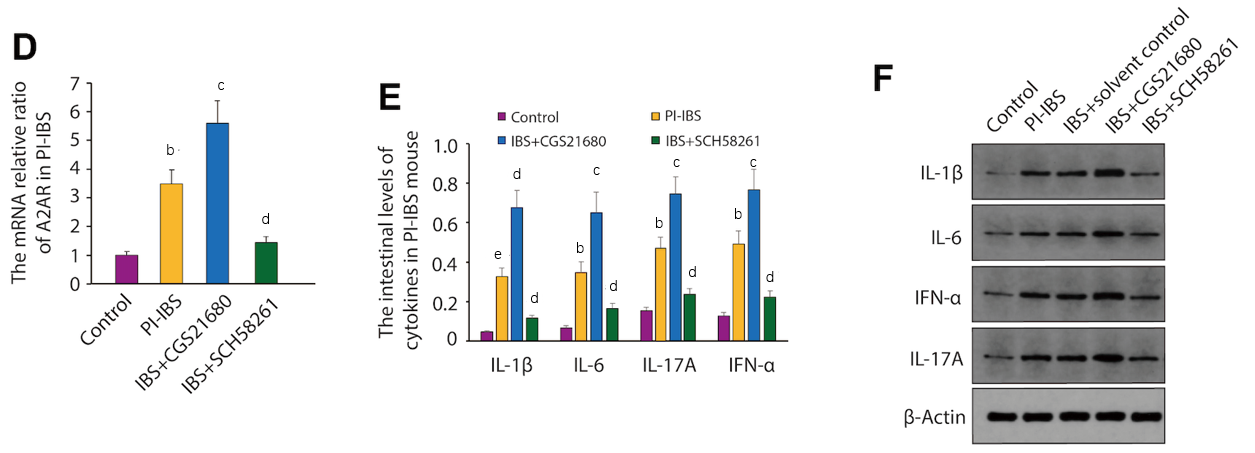 D
The mRNA relative ratio
of A2AR in PI-IBS
7
6
5
4
3
2
1
0
b
c
d
Control
PI-IBS
IBS+CGS21680
IBS+SCH58261
E
Control
PI-IBS
IBS+CGS21680
IBS+SCH58261
The intestinal levels of
cytokines in PI-IBS mouse
1.0
0.8
0.6
0.4
0.2
0
e d d
b c d
b c d
b c d
IL-1β IL-6 IL-17A IFN-α
F
Control
PI-IBS
IBS+solvent control
IBS+CGS21680
IBS+SCH58261
IL-1β
IL-6
IFN-α
IL-17A
β-Actin